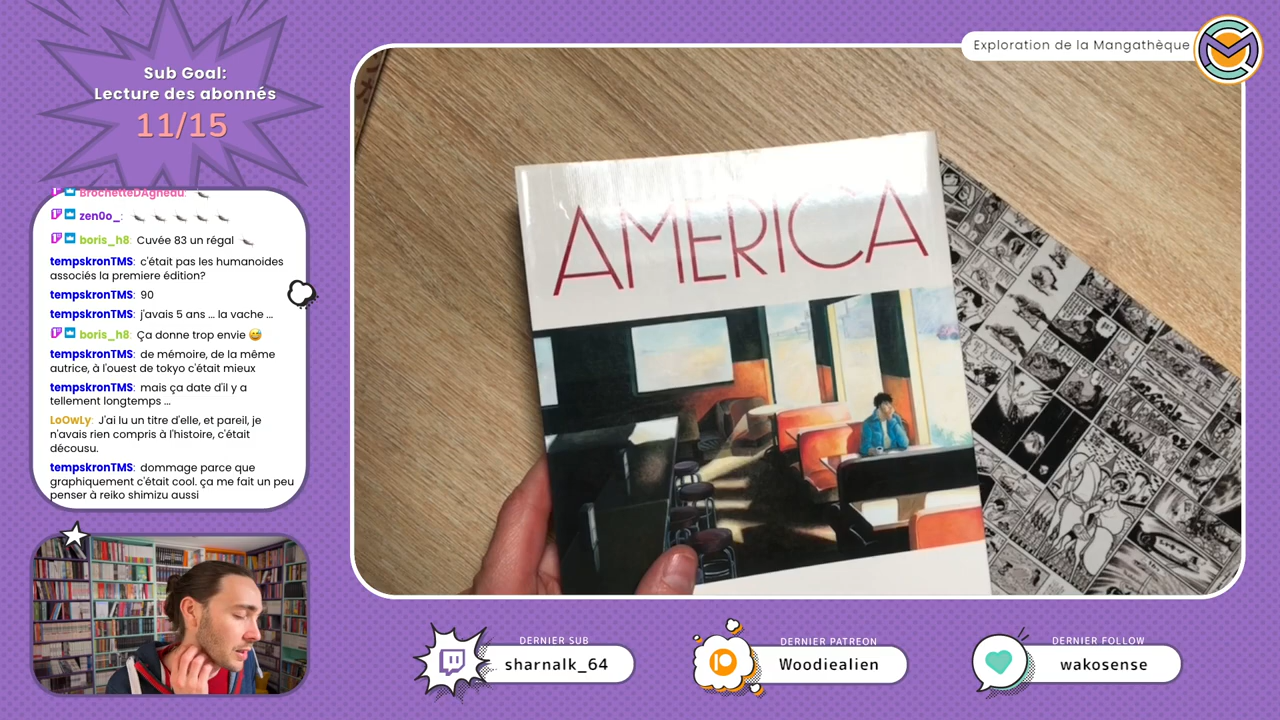 Sub Goal:
Lecture des abonnés
11/15
BrochetteDAgneau:
zen0o_:
boris_h8: Cuvée 83 un régal
tempskronTMS: c'était pas les humanoides
associés la premiere édition?
tempskronTMS: 90
tempskronTMS: j'avais 5 ans ... la vache ...
boris_h8: Ça donne trop envie 😅
tempskronTMS: de mémoire, de la même
autrice, à l'ouest de tokyo c'était mieux
tempskronTMS: mais ça date d'il y a
tellement longtemps ...
LoOwLy: J'ai lu un titre d'elle, et pareil, je
n'avais rien compris à l'histoire, c'était
décousu.
tempskronTMS: dommage parce que
graphiquement c'était cool. ça me fait un peu
penser à reiko shimizu aussi
Exploration de la Mangathèque
AMERICA
DERNIER SUB
sharnalk_64
DERNIER PATREON
Woodiealien
DERNIER FOLLOW
wakosense